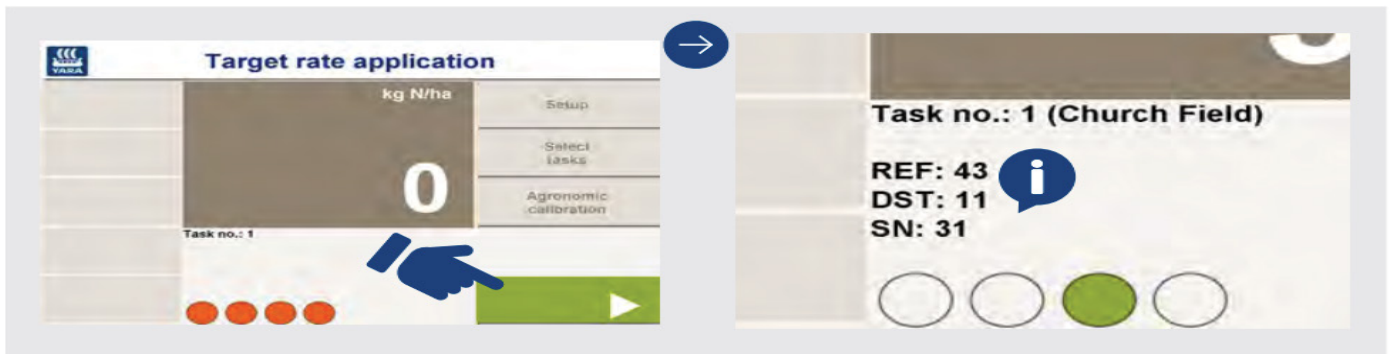 YARA
Target rate application
kg N/ha
0
Setup
Select
tasks
Agronomic
calibration
Task no.: 1
Task no.: 1 (Church Field)
REF: 43
DST: 11
SN: 31
i